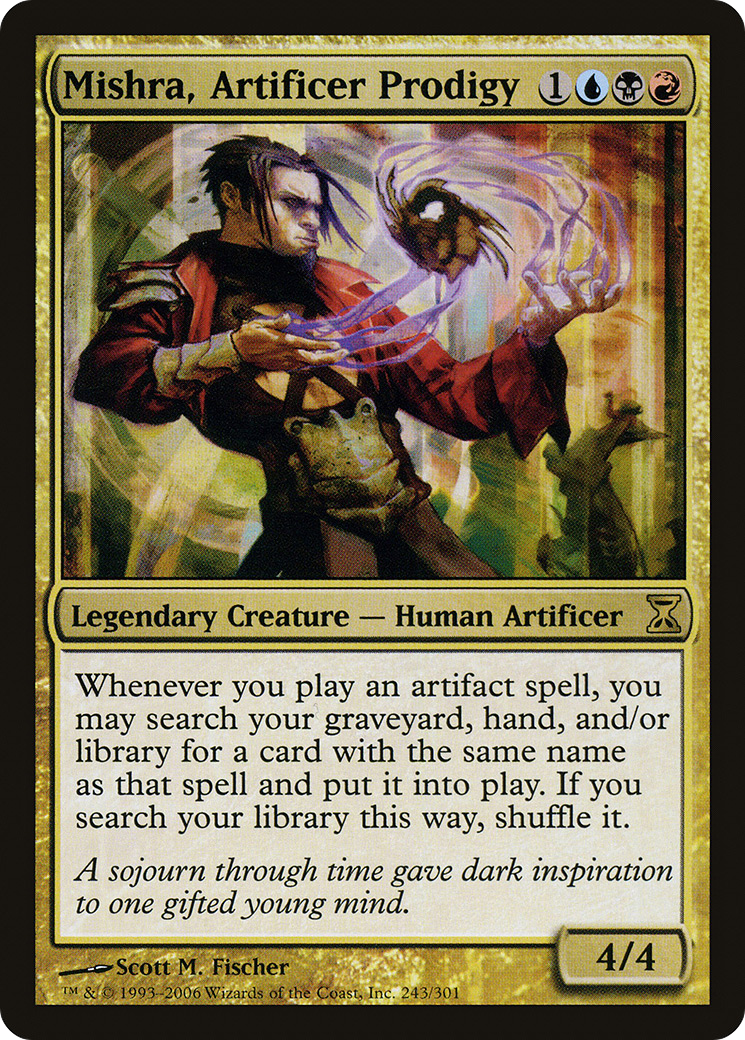 Mishra, Artificer Prodigy 1
Legendary Creature — Human Artificer
Whenever you play an artifact spell, you
may search your graveyard, hand, and/or
library for a card with the same name
as that spell and put it into play. If you
search your library this way, shuffle it.
A sojourn through time gave dark inspiration
to one gifted young mind.
4/4
Scott M. Fischer
™ & © 1993–2006 Wizards of the Coast, Inc. 243/301